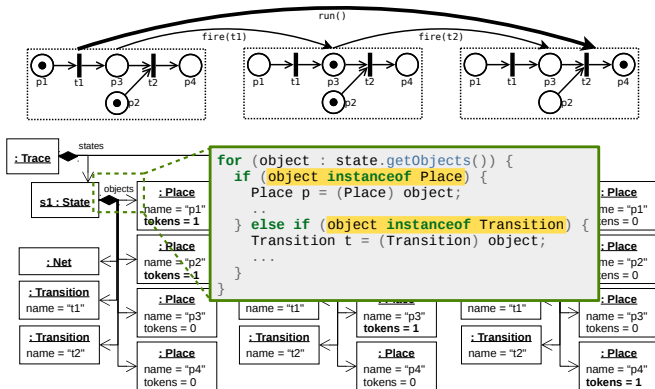 run()
fire(t1)
fire(t2)
p1 t1 p3 t2 p4
p2
p1 t1 p3 t2 p4
p2
p1 t1 p3 t2 p4
p2
: Trace
states
s1 : State
objects
: Place
name = “p1”
tokens = 1
: Place
name = “p2”
tokens = 1
: Net
: Transition
name = “t1”
: Transition
name = “t2”
: Place
name = “p3”
tokens = 0
: Place
name = “p4”
tokens = 0
for (object : state.getObjects()) {
if (object instanceof Place) {
Place p = (Place) object;
..
} else if (object instanceof Transition) {
Transition t = (Transition) object;
...
}
}
name = “t1”
: Transition
name = “t2”
name = “p3”
tokens = 1
: Place
name = “p4”
tokens = 0
: Place
name = “p1”
tokens = 0
: Place
name = “p2”
tokens = 0
name = “t1”
: Transition
name = “t2”
: Place
name = “p3”
tokens = 0
: Place
name = “p4”
tokens = 1